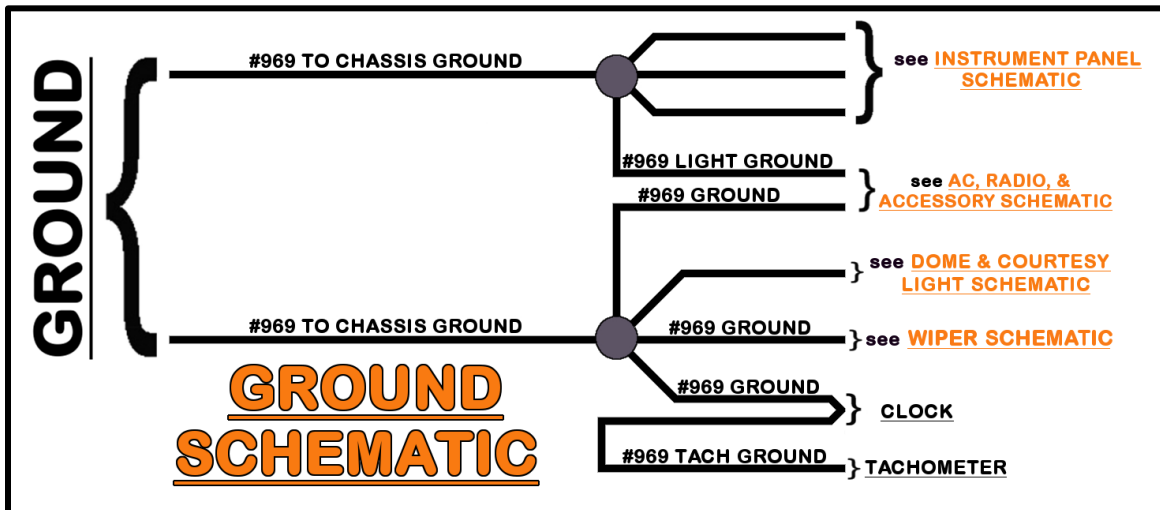 GROUND
#969 TO CHASSIS GROUND
see INSTRUMENT PANEL
SCHEMATIC
#969 LIGHT GROUND
#969 GROUND
see AC, RADIO, &
ACCESSORY SCHEMATIC
see DOME & COURTESY
LIGHT SCHEMATIC
#969 TO CHASSIS GROUND
#969 GROUND
see WIPER SCHEMATIC
#969 GROUND
CLOCK
#969 TACH GROUND
TACHOMETER
GROUND
SCHEMATIC